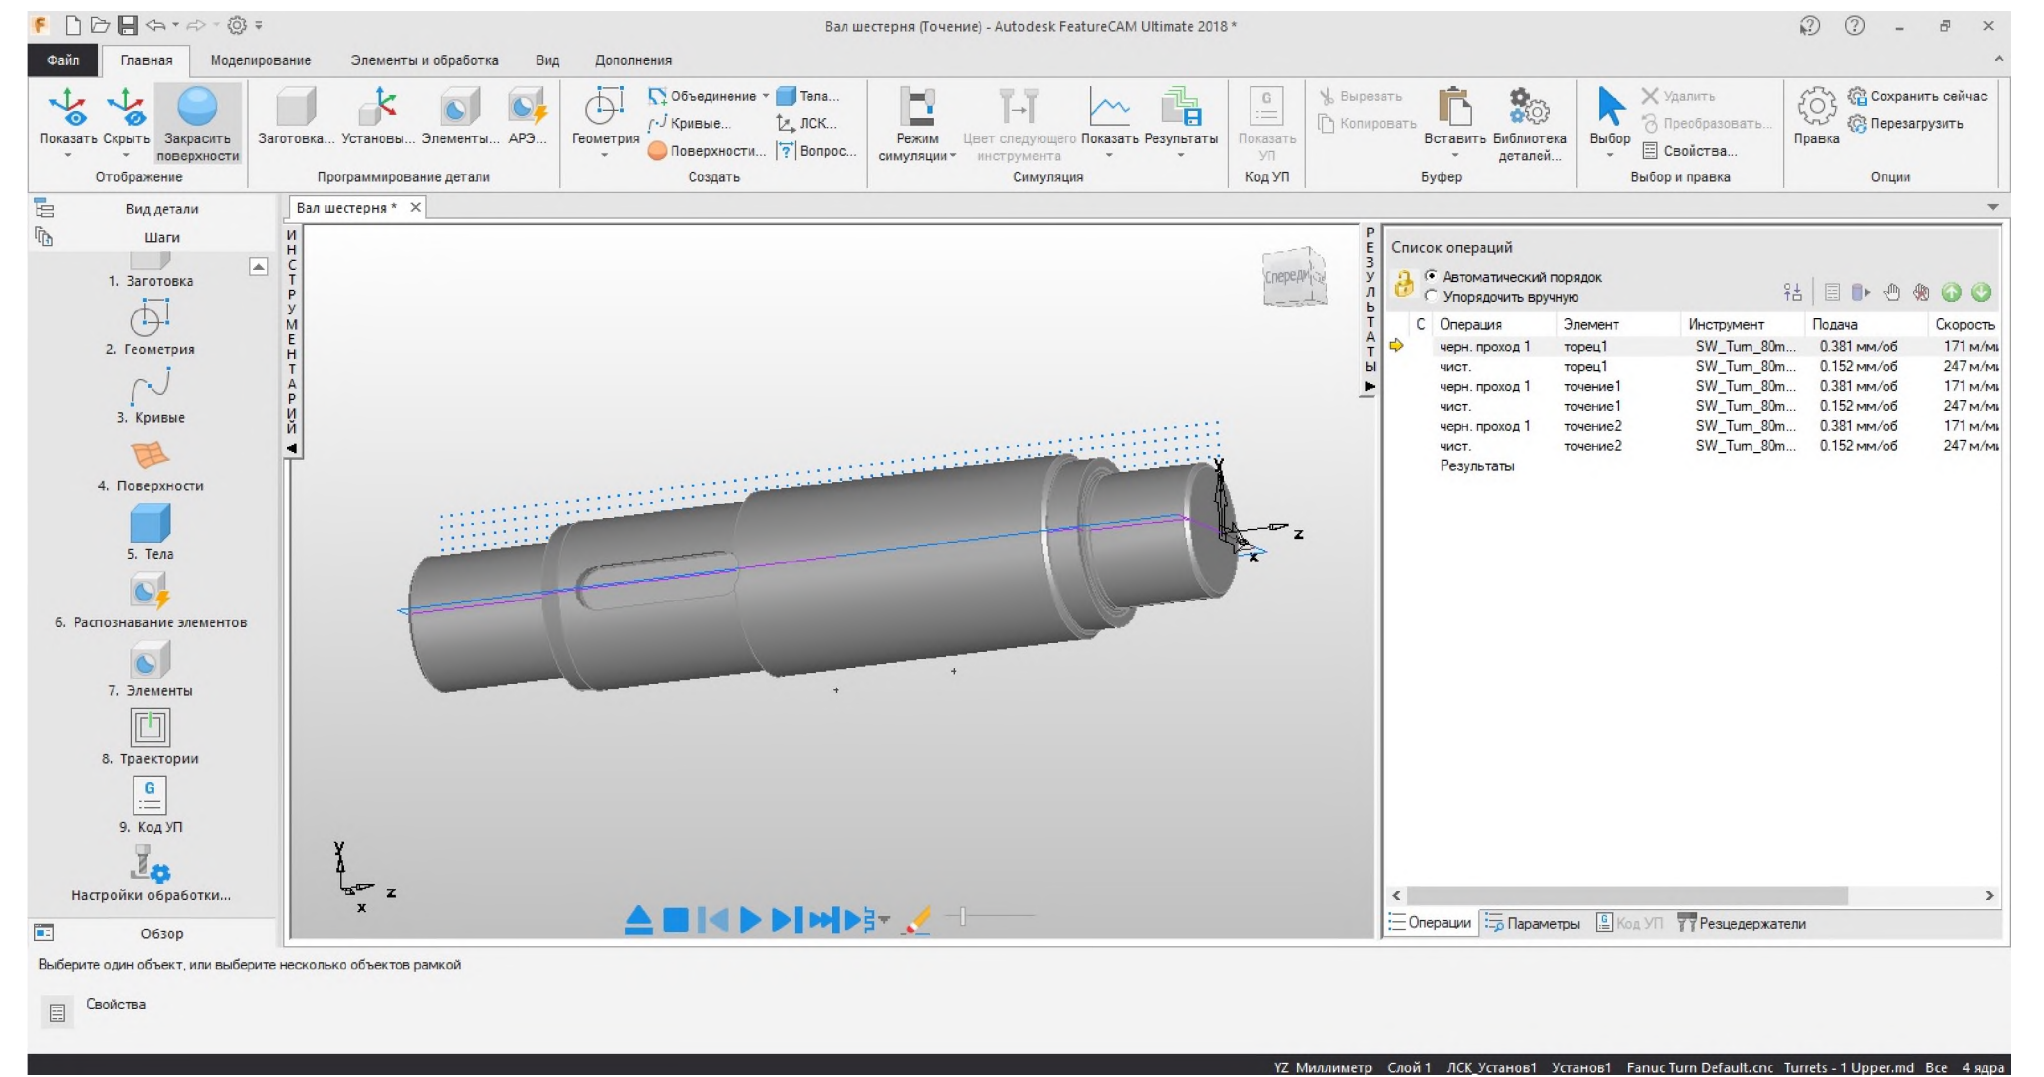 Вал шестерня (Точение) - Autodesk FeatureCAM Ultimate 2018 *
Файл Главная Моделирование Элементы и обработка Вид Дополнения
Показать Скрыть Закрасить поверхности
Отображение
Заготовка... Установы... Элементы... АРЭ...
Программирование детали
Геометрия
Объединение Тела...
Кривые... ЛСК...
Поверхности... Вопрос...
Создать
Режим симуляции Цвет следующего инструмента Показать Результаты
Симуляция
Показать УП
Код УП
Вырезать
Копировать
Вставить Библиотека деталей...
Буфер
Выбор
Удалить
Преобразовать...
Свойства...
Выбор и правка
Правка
Сохранить сейчас
Перезагрузить
Опции
Вид детали
Шаги
1. Заготовка
2. Геометрия
3. Кривые
4. Поверхности
5. Тела
6. Распознавание элементов
7. Элементы
8. Траектории
9. Код УП
Настройки обработки...
Обзор
Вал шестерня *
ИНСТРУМЕНТАРИЙ
Спереди
y
z
x
y
z
x
РЕЗУЛЬТАТЫ
Список операций
Автоматический порядок
Упорядочить вручную
С Операция Элемент Инструмент Подача Скорость
черн. проход 1 торец1 SW_Turn_80m... 0.381 мм/об 171 м/ми
чист. торец1 SW_Turn_80m... 0.152 мм/об 247 м/ми
черн. проход 1 точение1 SW_Turn_80m... 0.381 мм/об 171 м/ми
чист. точение1 SW_Turn_80m... 0.152 мм/об 247 м/ми
черн. проход 1 точение2 SW_Turn_80m... 0.381 мм/об 171 м/ми
чист. точение2 SW_Turn_80m... 0.152 мм/об 247 м/ми
Результаты
Операции Параметры Код УП Резцедержатели
Выберите один объект, или выберите несколько объектов рамкой
Свойства
YZ Миллиметр Слой 1 ЛСК_Установ1 Установ1 Fanuc Turn Default.cnc Turrets - 1 Upper.md Все 4 ядра